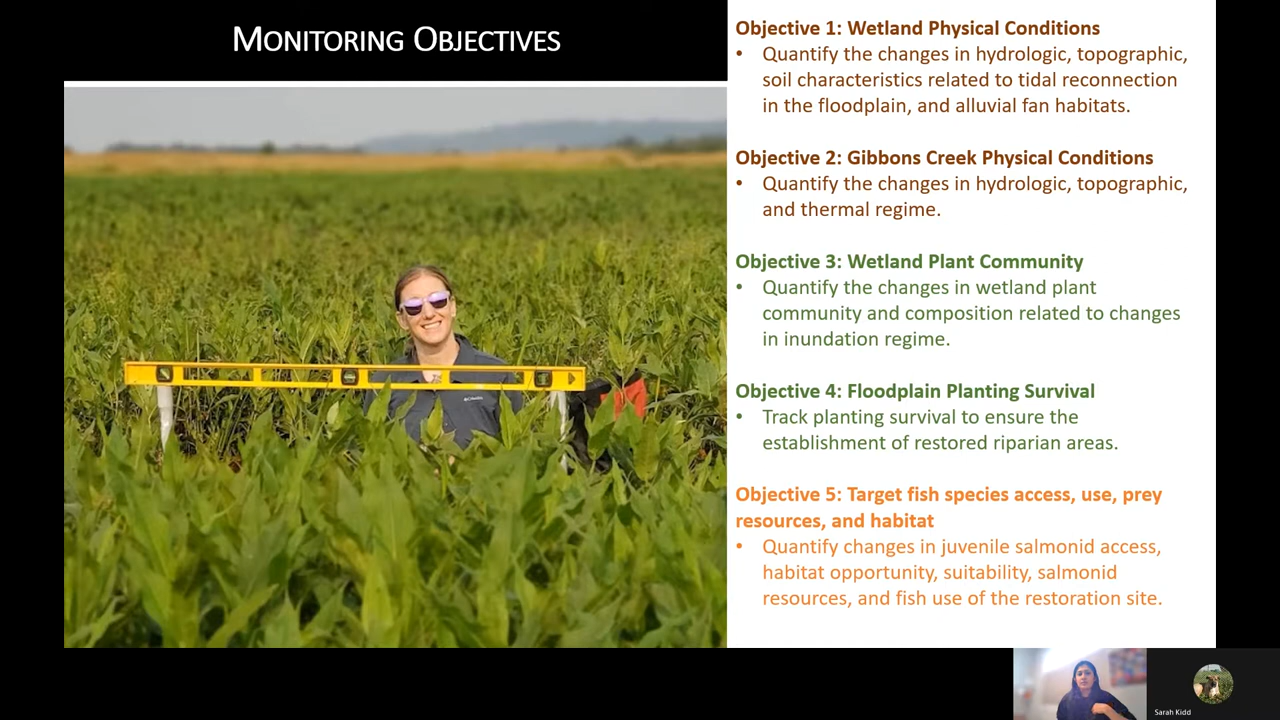 MONITORING OBJECTIVES
Objective 1: Wetland Physical Conditions
• Quantify the changes in hydrologic, topographic,
soil characteristics related to tidal reconnection
in the floodplain, and alluvial fan habitats.
Objective 2: Gibbons Creek Physical Conditions
• Quantify the changes in hydrologic, topographic,
and thermal regime.
Objective 3: Wetland Plant Community
• Quantify the changes in wetland plant
community and composition related to changes
in inundation regime.
Objective 4: Floodplain Planting Survival
• Track planting survival to ensure the
establishment of restored riparian areas.
Objective 5: Target fish species access, use, prey
resources, and habitat
• Quantify changes in juvenile salmonid access,
habitat opportunity, suitability, salmonid
resources, and fish use of the restoration site.
Sarah Kidd